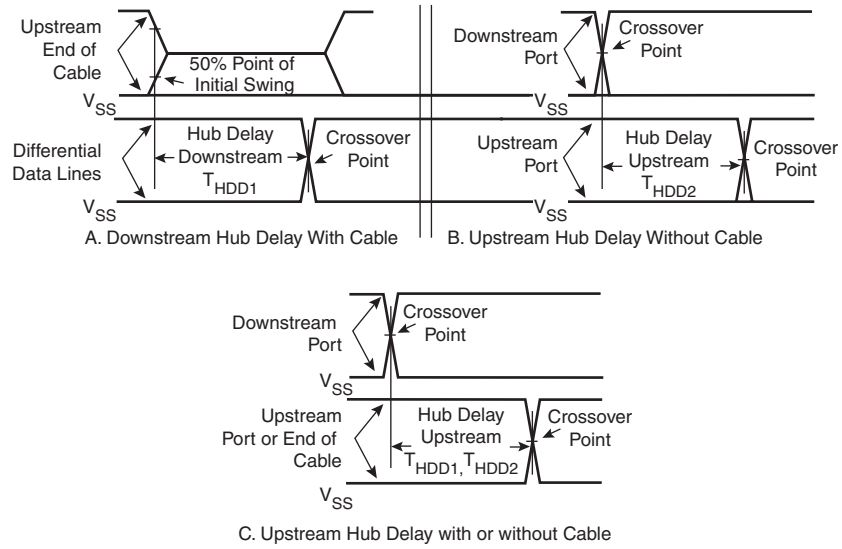 Upstream
End of
Cable
50% Point of
Initial Swing
VSS
Differential
Data Lines
Hub Delay
Downstream
THDD1
Crossover
Point
VSS
A. Downstream Hub Delay With Cable
Downstream
Port
Crossover
Point
VSS
Upstream
Port
Hub Delay
Upstream
THDD2
Crossover
Point
VSS
B. Upstream Hub Delay Without Cable
Downstream
Port
Crossover
Point
VSS
Upstream
Port or End of
Cable
Hub Delay
Upstream
THDD1, THDD2
Crossover
Point
VSS
C. Upstream Hub Delay with or without Cable